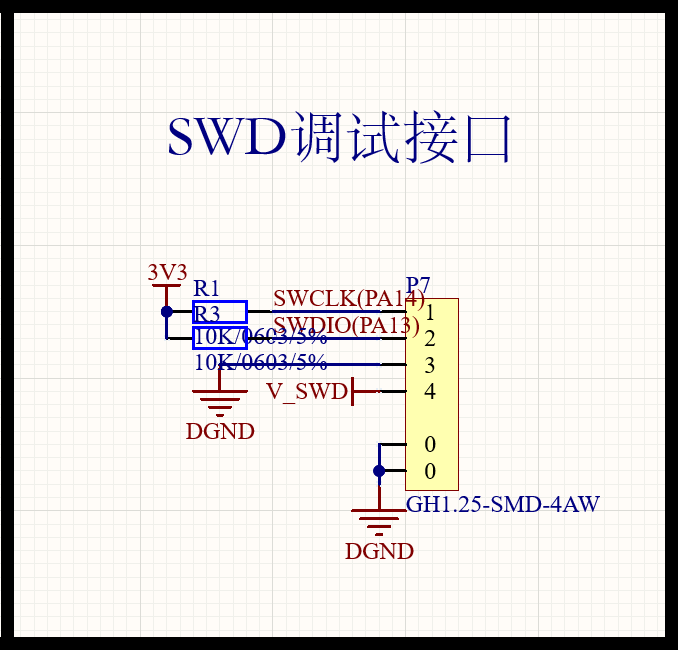 SWD调试接口
3V3
R1
P7
SWCLK(PA14)
1
R3
SWDIO(PA13)
10K/0603/5%
2
10K/0603/5%
3
V_SWD
4
DGND
0
0
GH1.25-SMD-4AW
DGND